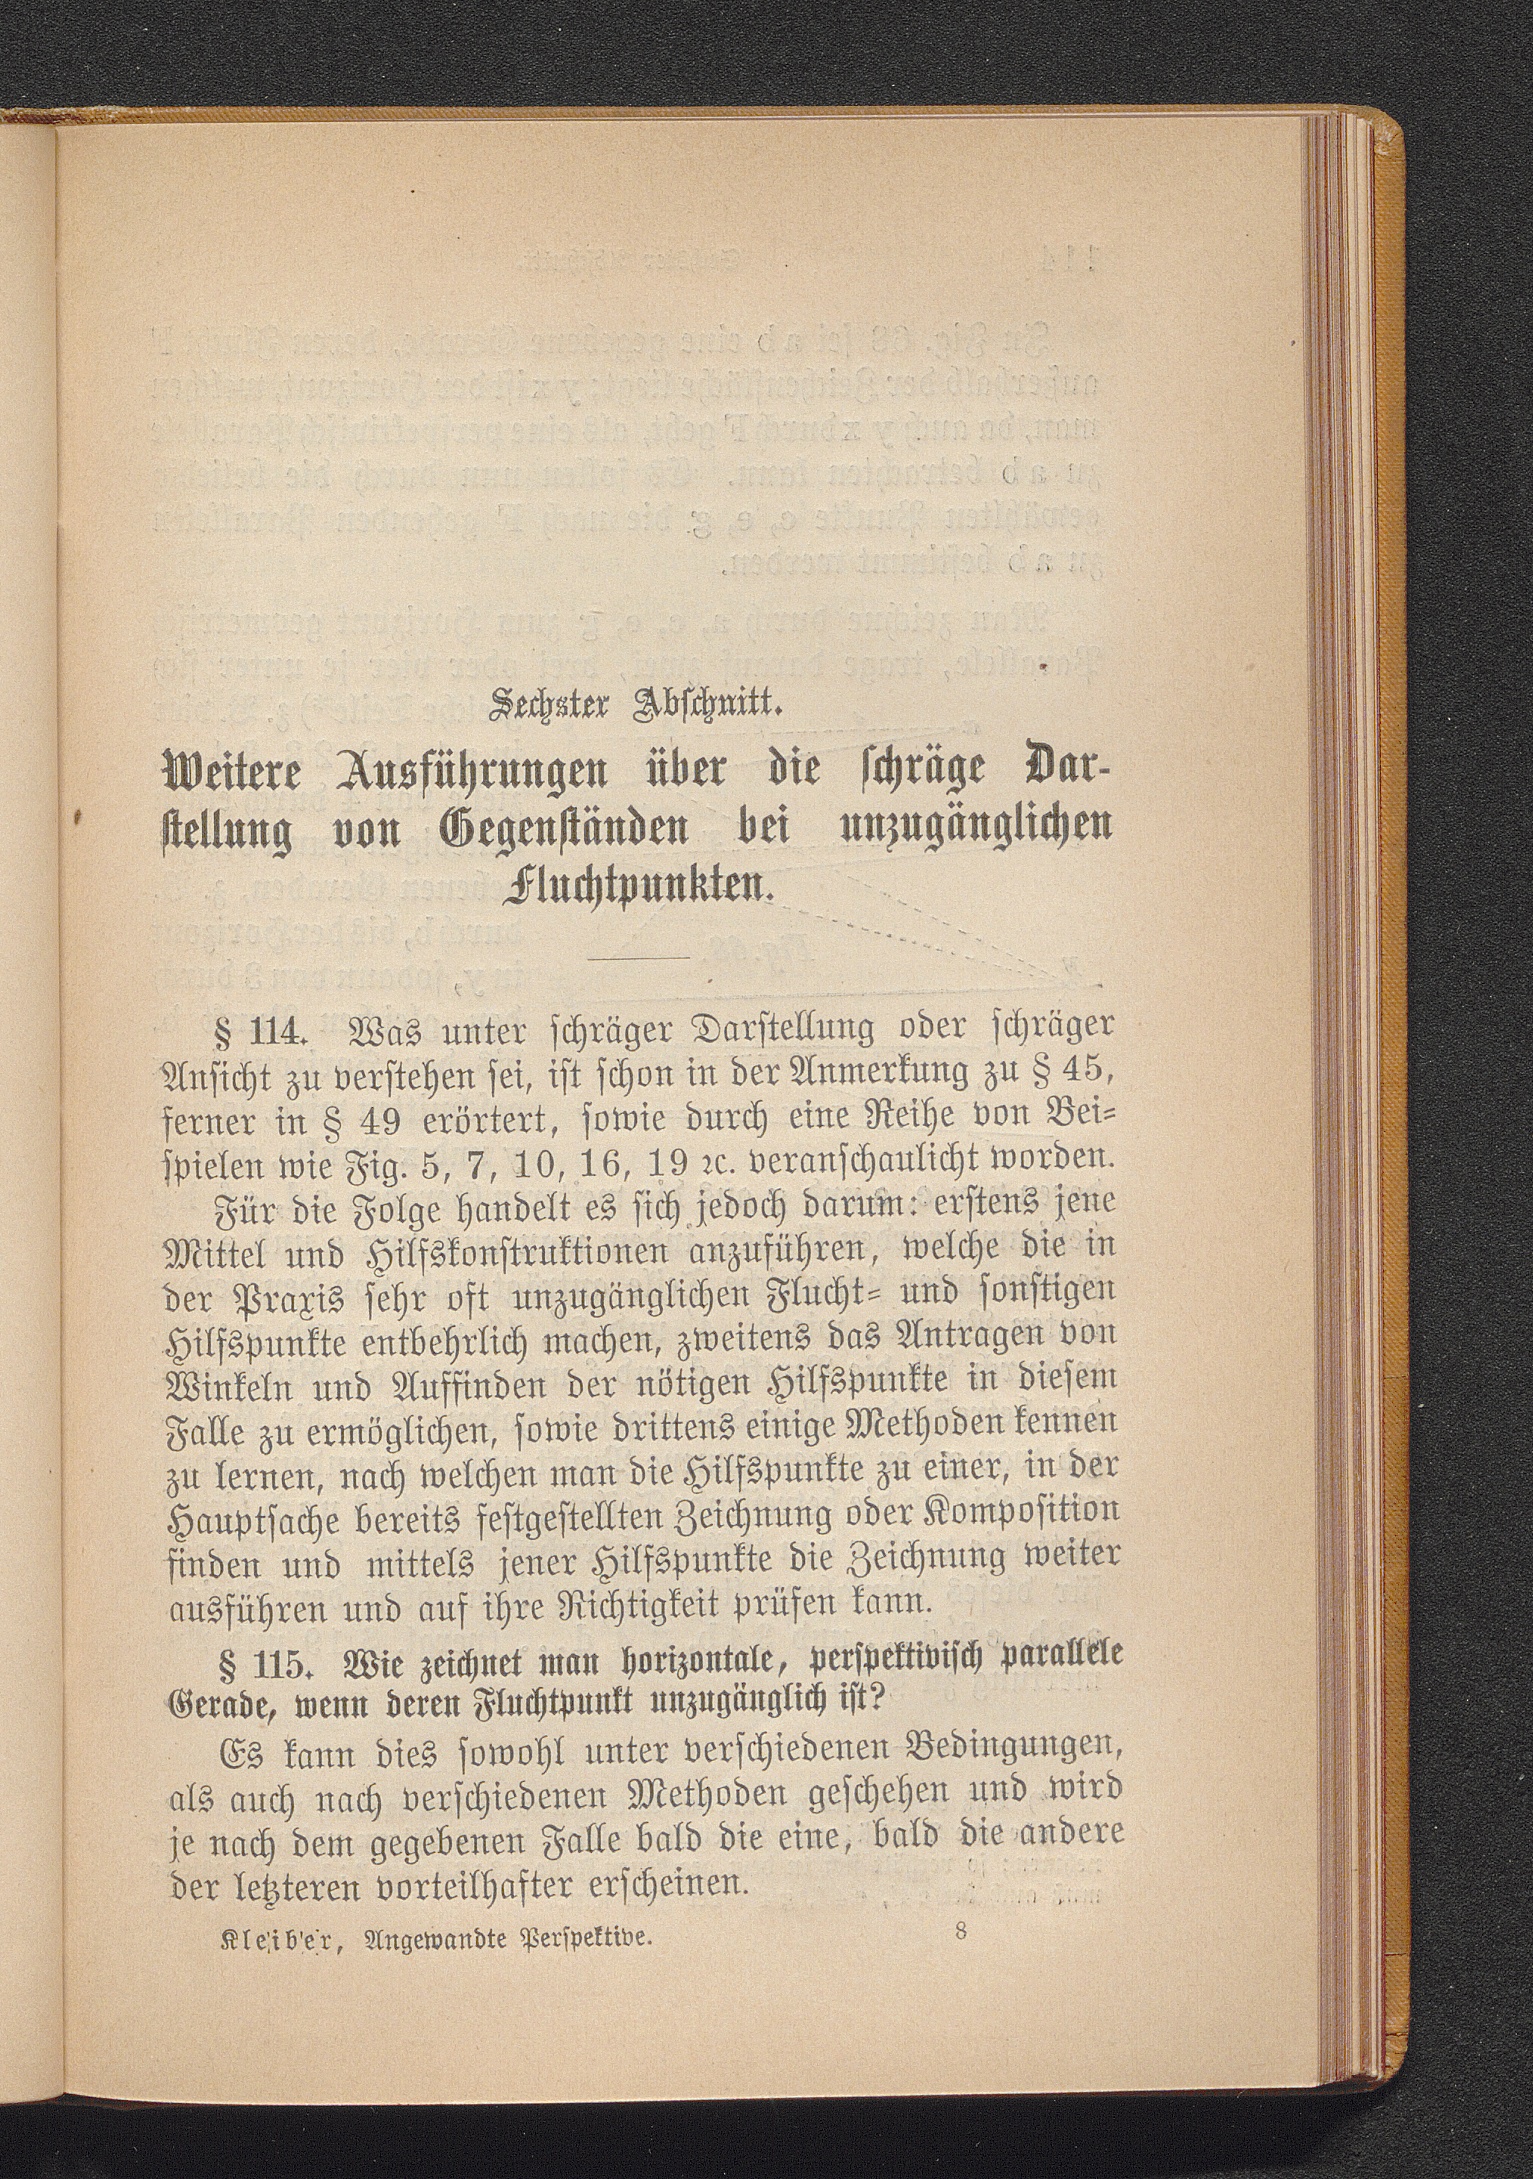 Sechster Abschnitt.
Weitere Ausführungen über die schräge Dar-
stellung von Gegenständen bei unzugänglichen
Fluchtpunkten.
§ 114. Was unter schräger Darstellung oder schräger
Ansicht zu verstehen sei, ist schon in der Anmerkung zu § 45,
ferner in § 49 erörtert, sowie durch eine Reihe von Bei-
spielen wie Fig. 5, 7, 10, 16, 19 ꝛc. veranschaulicht worden.
Für die Folge handelt es sich jedoch darum: erstens jene
Mittel und Hilfskonstruktionen anzuführen, welche die in
der Praxis sehr oft unzugänglichen Flucht- und sonstigen
Hilfspunkte entbehrlich machen, zweitens das Antragen von
Winkeln und Auffinden der nötigen Hilfspunkte in diesem
Falle zu ermöglichen, sowie drittens einige Methoden kennen
zu lernen, nach welchen man die Hilfspunkte zu einer, in der
Hauptsache bereits festgestellten Zeichnung oder Komposition
finden und mittels jener Hilfspunkte die Zeichnung weiter
ausführen und auf ihre Richtigkeit prüfen kann.
§ 115. Wie zeichnet man horizontale, perspektivisch parallele
Gerade, wenn deren Fluchtpunkt unzugänglich ist?
Es kann dies sowohl unter verschiedenen Bedingungen,
als auch nach verschiedenen Methoden geschehen und wird
je nach dem gegebenen Falle bald die eine, bald die andere
der letzteren vorteilhafter erscheinen.
Kleiber, Angewandte Perspektive. 8